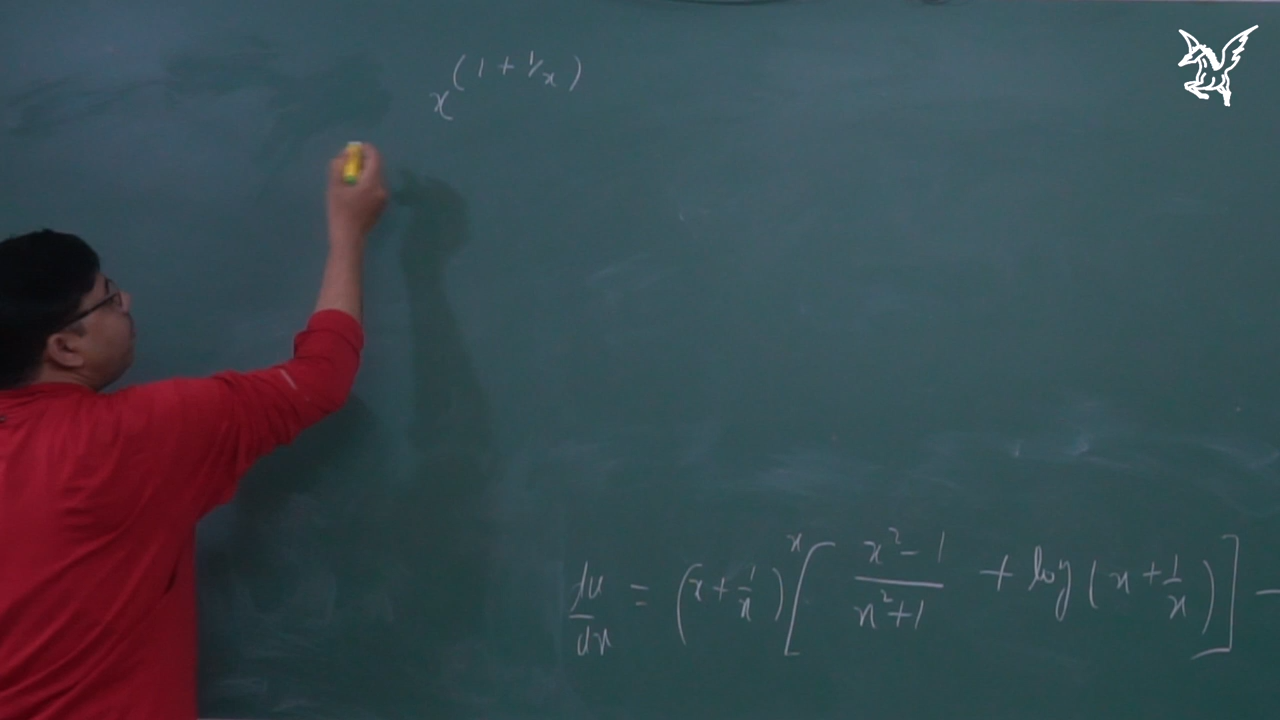 x^(1 + 1/x)
du/dx = (x + 1/x)^x [ (x² - 1)/(x² + 1) + log (x + 1/x) ] -